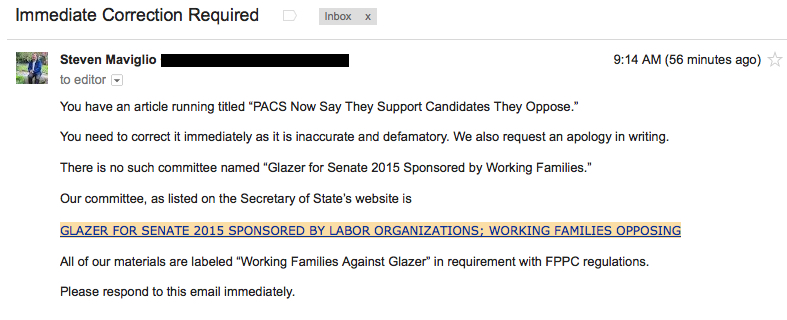 Immediate Correction Required
Inbox x
Steven Maviglio
9:14 AM (56 minutes ago)
to editor
You have an article running titled “PACS Now Say They Support Candidates They Oppose.”
You need to correct it immediately as it is inaccurate and defamatory. We also request an apology in writing.
There is no such committee named “Glazer for Senate 2015 Sponsored by Working Families.”
Our committee, as listed on the Secretary of State’s website is
GLAZER FOR SENATE 2015 SPONSORED BY LABOR ORGANIZATIONS; WORKING FAMILIES OPPOSING
All of our materials are labeled “Working Families Against Glazer” in requirement with FPPC regulations.
Please respond to this email immediately.